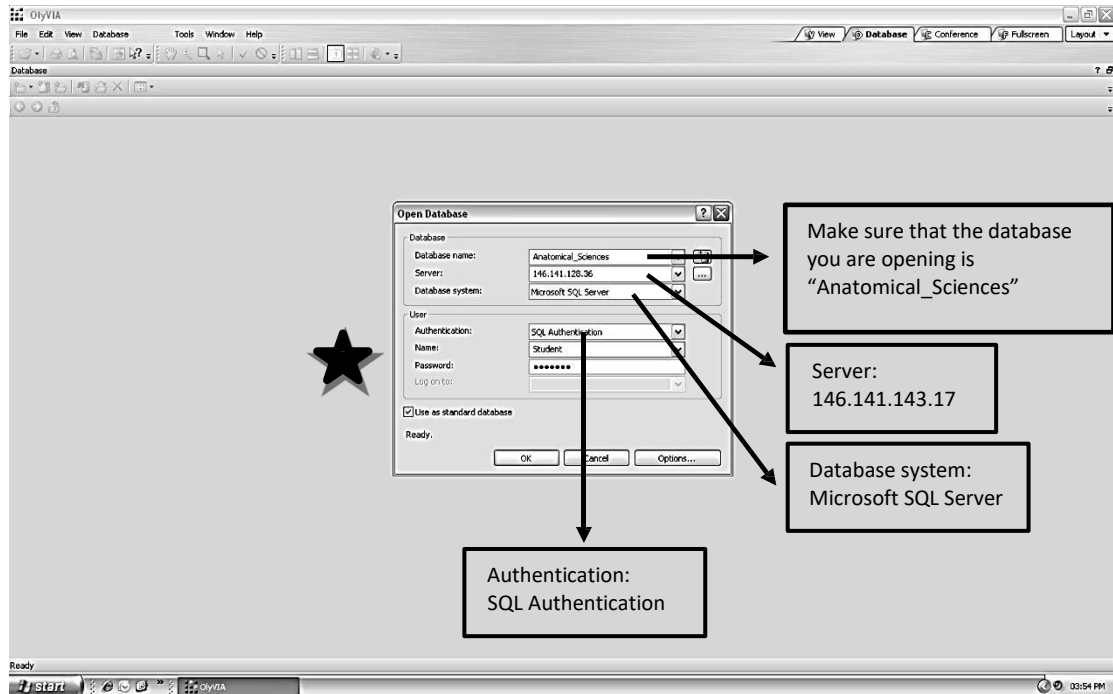 OlyVIA
File Edit View Database Tools Window Help
View Database Conference Fullscreen Layout
Database
Open Database
Database
Database name: Anatomical_Sciences
Server: 146.141.128.36
Database system: Microsoft SQL Server
User
Authentication: SQL Authentication
Name: Student
Password: •••••••
Log on to:
Use as standard database
Ready.
OK Cancel Options...
Make sure that the database
you are opening is
“Anatomical_Sciences”
Server:
146.141.143.17
Database system:
Microsoft SQL Server
Authentication:
SQL Authentication
Ready
start OlyVIA 03:54 PM